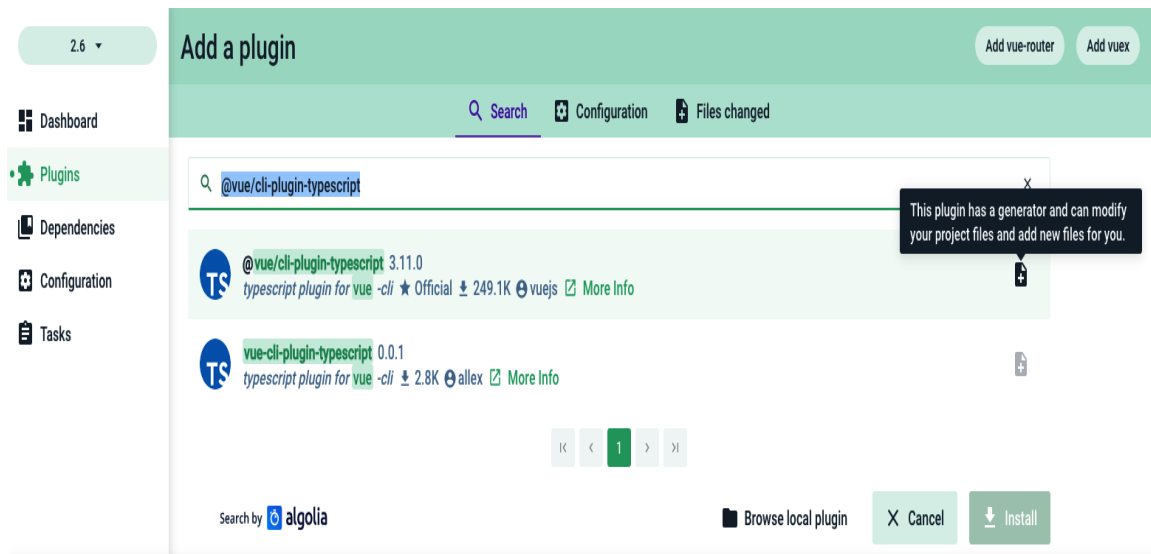 2.6
Add a plugin
Add vue-router
Add vuex
Dashboard
Plugins
Dependencies
Configuration
Tasks
Search
Configuration
Files changed
@vue/cli-plugin-typescript
This plugin has a generator and can modify
your project files and add new files for you.
TS
@vue/cli-plugin-typescript 3.11.0
typescript plugin for vue -cli Official 249.1K vuejs More Info
TS
vue-cli-plugin-typescript 0.0.1
typescript plugin for vue -cli 2.8K allex More Info
1
Search by algolia
Browse local plugin
Cancel
Install